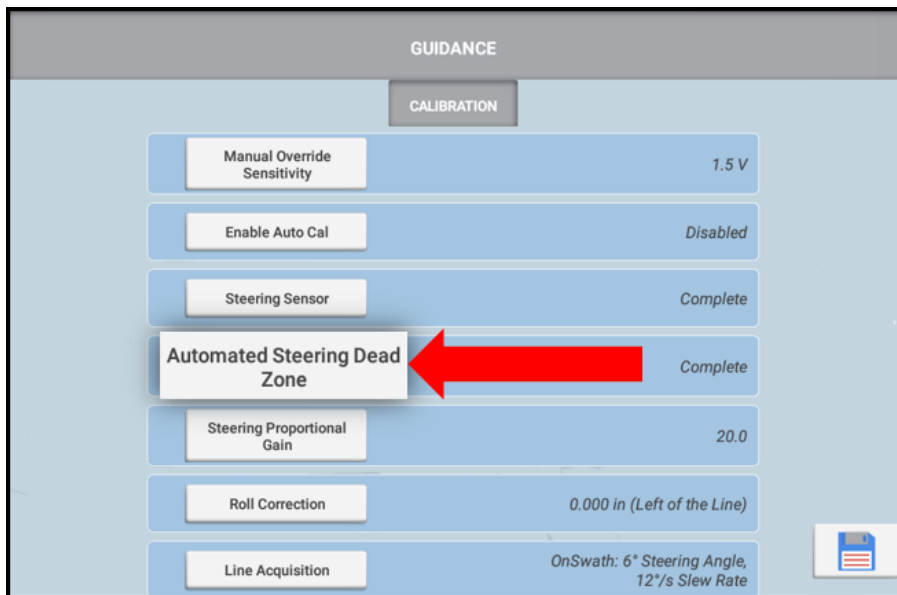 GUIDANCE
CALIBRATION
Manual Override
Sensitivity
1.5 V
Enable Auto Cal
Disabled
Steering Sensor
Complete
Automated Steering Dead
Zone
Complete
Steering Proportional
Gain
20.0
Roll Correction
0.000 in (Left of the Line)
Line Acquisition
OnSwath: 6° Steering Angle,
12°/s Slew Rate